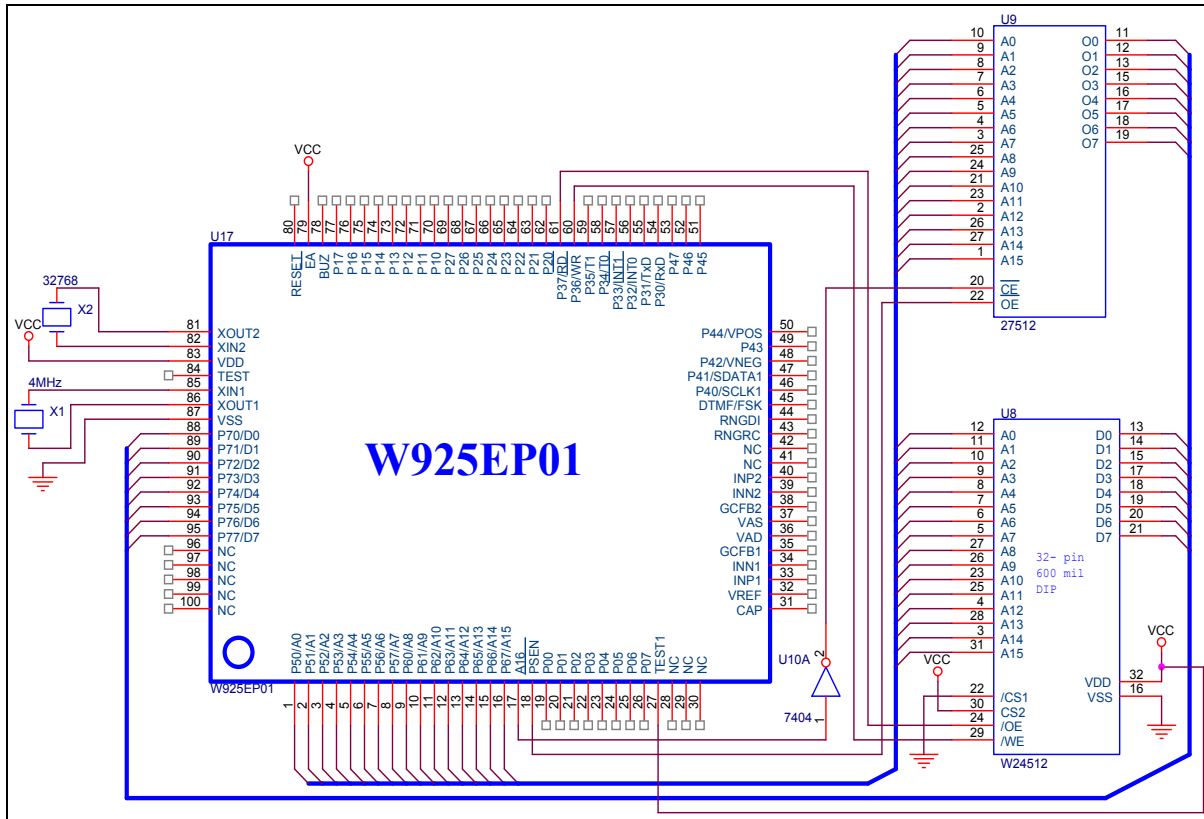 U9
10 A0 O0 11
9 A1 O1 12
8 A2 O2 13
7 A3 O3 15
6 A4 O4 16
5 A5 O5 17
4 A6 O6 18
3 A7 O7 19
25 A8
24 A9
21 A10
23 A11
2 A12
26 A13
27 A14
1 A15
20 CE
22 OE
27512
VCC
80 79 78 77 76 75 74 73 72 71 70 69 68 67 66 65 64 63 62 61 60 59 58 57 56 55 54 53 52 51
U17
RESET EA BUZ P17 P16 P15 P14 P13 P12 P11 P10 P27 P26 P25 P24 P23 P22 P21 P20 P37/RD P36/WR P35/T1 P34/T0 P33/INT1 P32/INT0 P31/TxD P30/RxD P47 P46 P45
32768
X2
VCC
4MHz
X1
81 XOUT2
82 XIN2
83 VDD
84 TEST
85 XIN1
86 XOUT1
87 VSS
88 P70/D0
89 P71/D1
90 P72/D2
91 P73/D3
92 P74/D4
93 P75/D5
94 P76/D6
95 P77/D7
96 NC
97 NC
98 NC
99 NC
100 NC
W925EP01
P44/VPOS 50
P43 49
P42/VNEG 48
P41/SDATA1 47
P40/SCLK1 46
DTMF/FSK 45
RNGDI 44
RNGRC 43
NC 42
NC 41
INP2 40
INN2 39
GCFB2 38
VAS 37
VAD 36
GCFB1 35
INN1 34
INP1 33
VREF 32
CAP 31
P50/A0 P51/A1 P52/A2 P53/A3 P54/A4 P55/A5 P56/A6 P57/A7 P60/A8 P61/A9 P62/A10 P63/A11 P64/A12 P65/A13 P66/A14 P67/A15 A16 PSEN P00 P01 P02 P03 P04 P05 P06 P07 TEST1 NC NC NC
W925EP01
1 2 3 4 5 6 7 8 9 10 11 12 13 14 15 16 17 18 19 20 21 22 23 24 25 26 27 28 29 30
U10A
2
1
7404
U8
12 A0 D0 13
11 A1 D1 14
10 A2 D2 15
9 A3 D3 17
8 A4 D4 18
7 A5 D5 19
6 A6 D6 20
5 A7 D7 21
27 A8
26 A9
23 A10
25 A11
4 A12
28 A13
3 A14
31 A15
32- pin
600 mil
DIP
VCC
VCC
VDD 32
VSS 16
22 /CS1
30 CS2
24 /OE
29 /WE
W24512